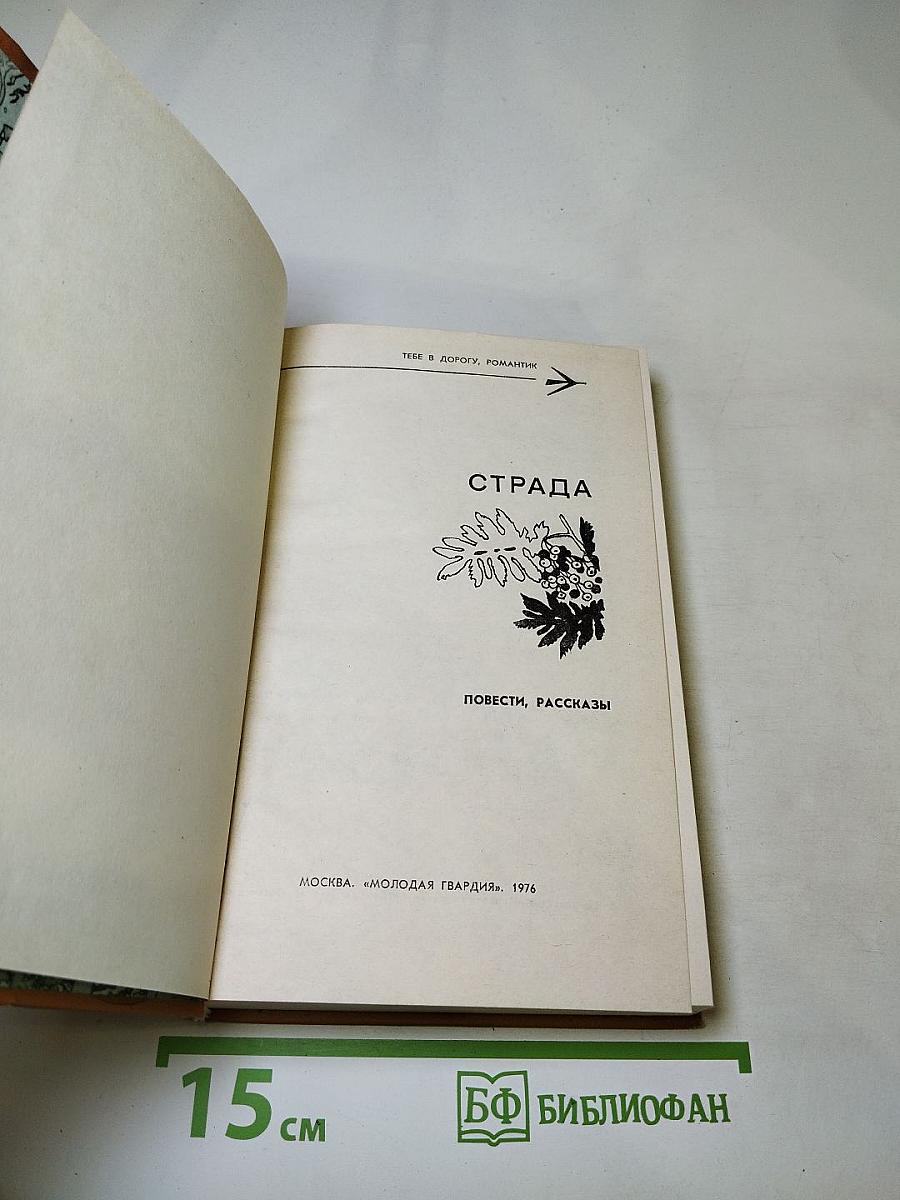 ТЕБЕ В ДОРОГУ, РОМАНТИК
СТРАДА
ПОВЕСТИ, РАССКАЗЫ
МОСКВА. «МОЛОДАЯ ГВАРДИЯ». 1976
15 см
БФ БИБЛИОФАН